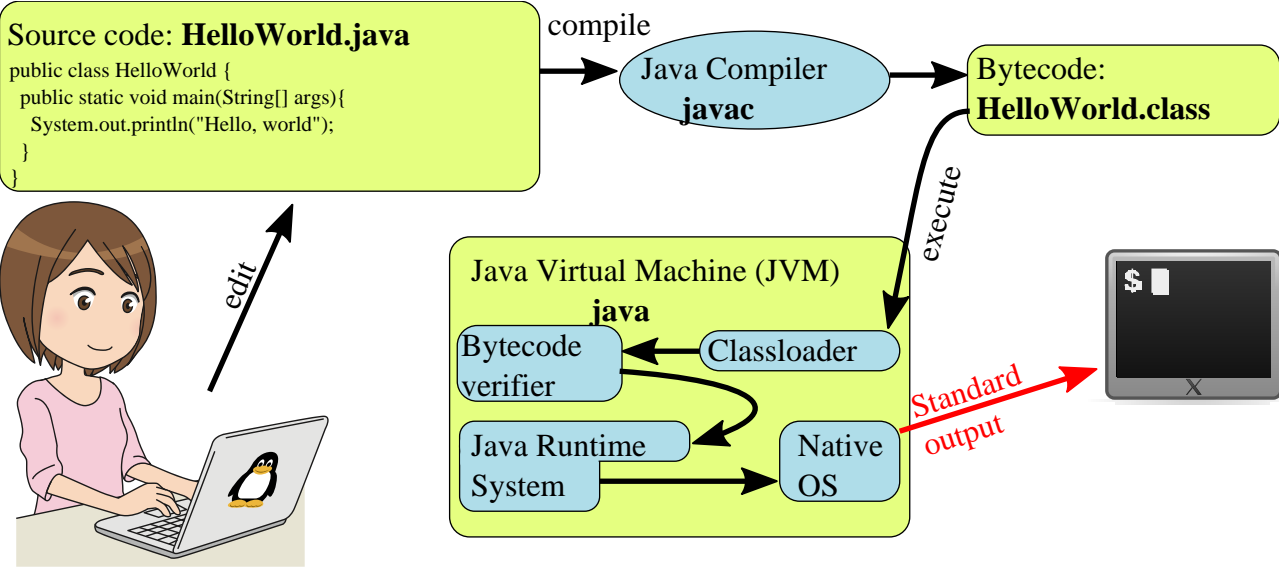 Source code: HelloWorld.java
public class HelloWorld {
public static void main(String[] args){
System.out.println("Hello, world");
}
}
compile
Java Compiler
javac
Bytecode:
HelloWorld.class
edit
execute
Java Virtual Machine (JVM)
java
Classloader
Bytecode
verifier
Java Runtime
System
Native
OS
Standard
output
$
X